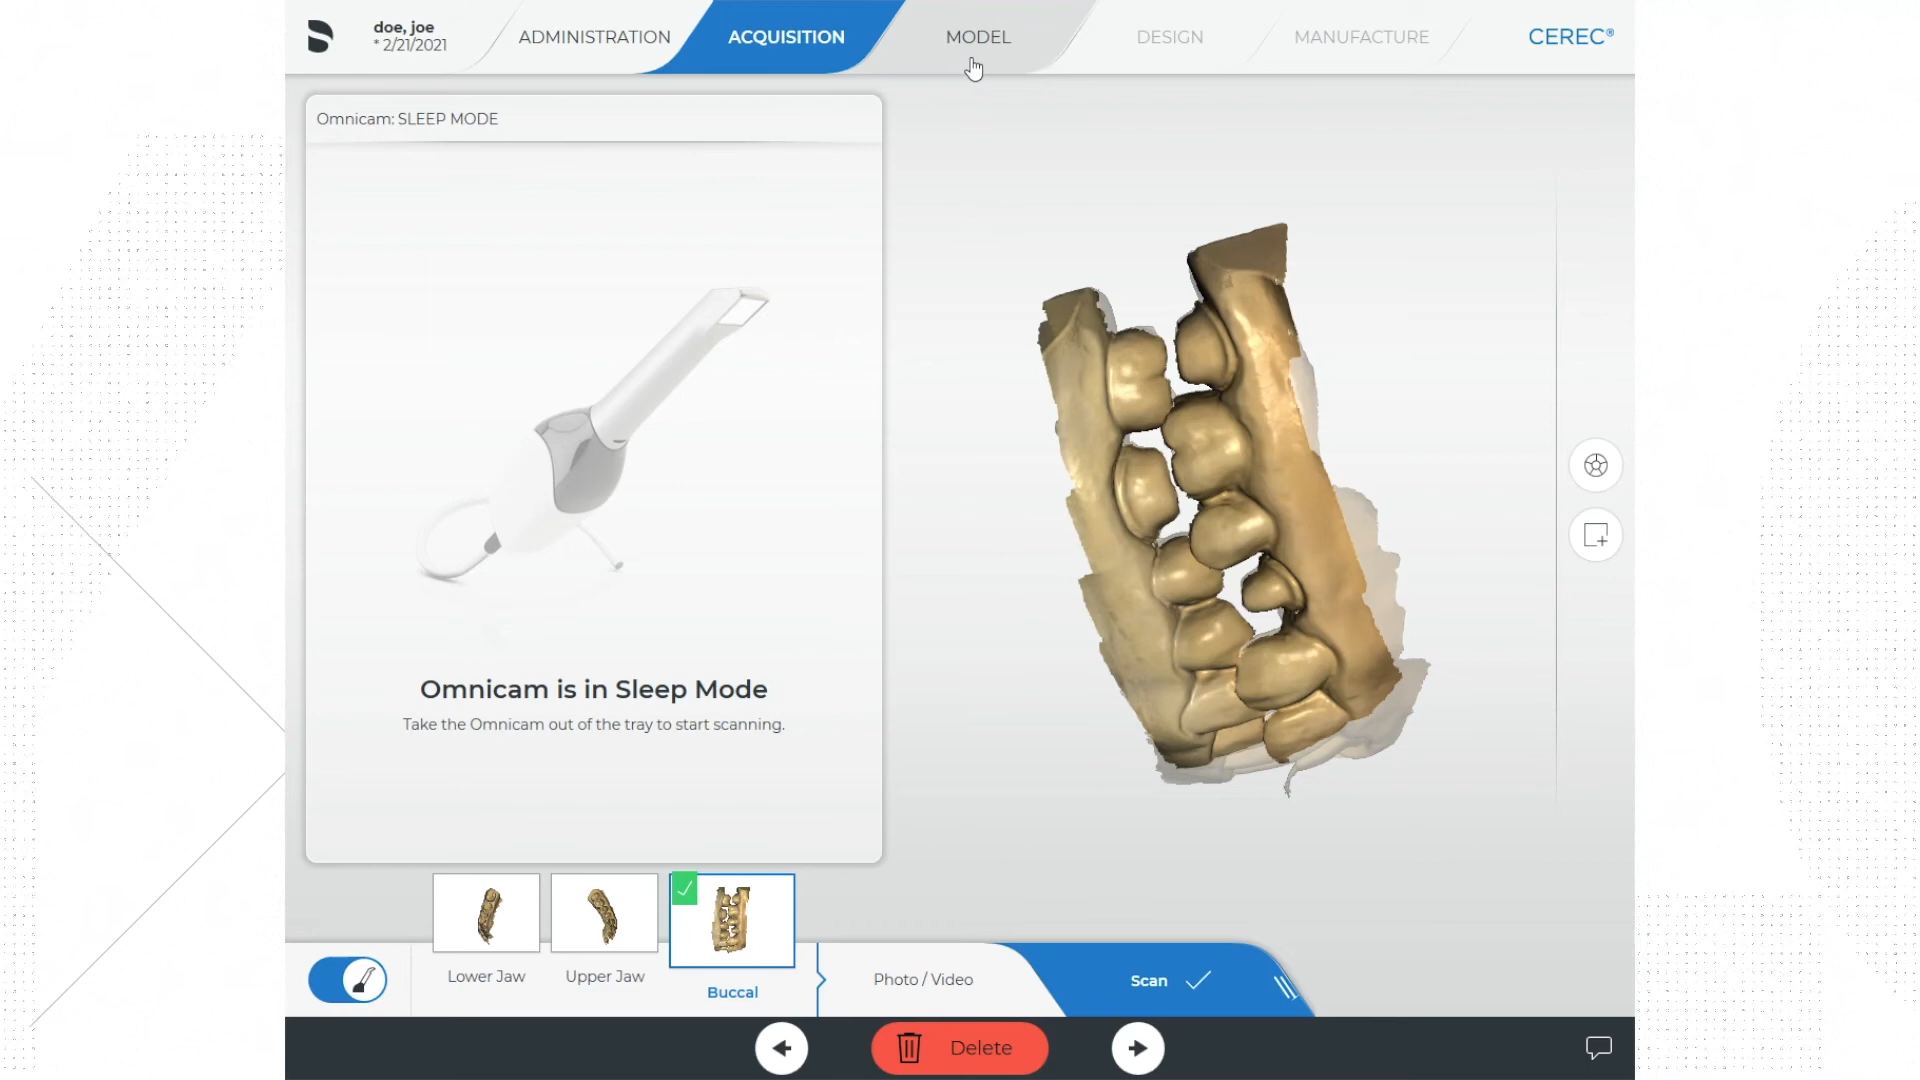 doe, joe
* 2/21/2021
ADMINISTRATION
ACQUISITION
MODEL
DESIGN
MANUFACTURE
CEREC®
Omnicam: SLEEP MODE
Omnicam is in Sleep Mode
Take the Omnicam out of the tray to start scanning.
Lower Jaw
Upper Jaw
Buccal
Photo / Video
Scan
Delete